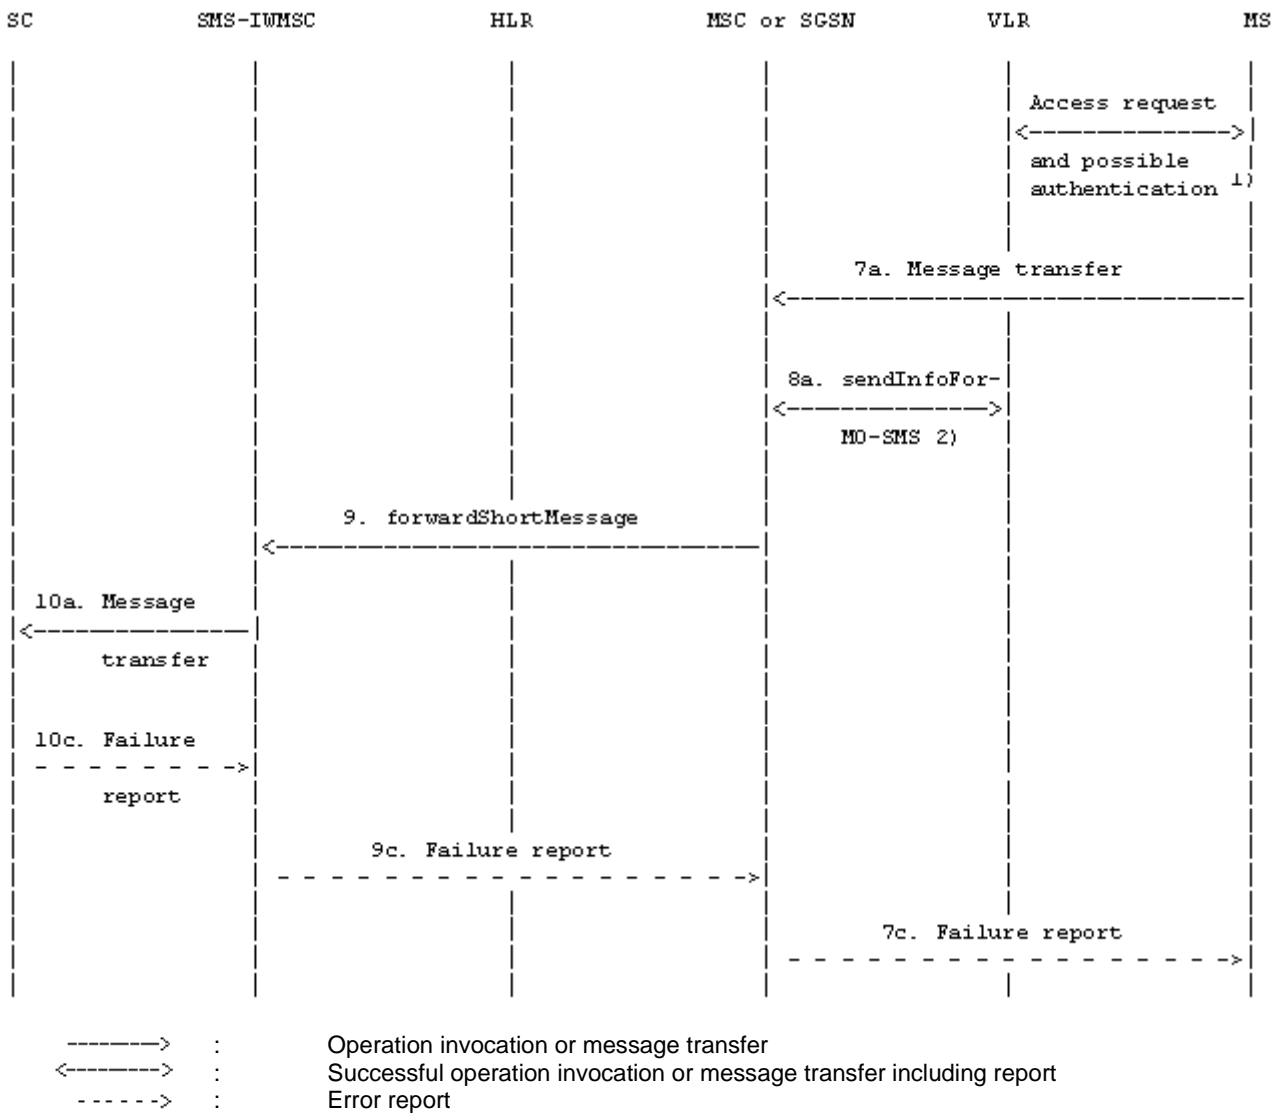 SC SMS-IWMSC HLR MSC or SGSN VLR MS
Access request
and possible
authentication 1)
7a. Message transfer
8a. sendInfoFor-
MO-SMS 2)
9. forwardShortMessage
10a. Message
transfer
10c. Failure
report
9c. Failure report
7c. Failure report
: Operation invocation or message transfer
: Successful operation invocation or message transfer including report
: Error report